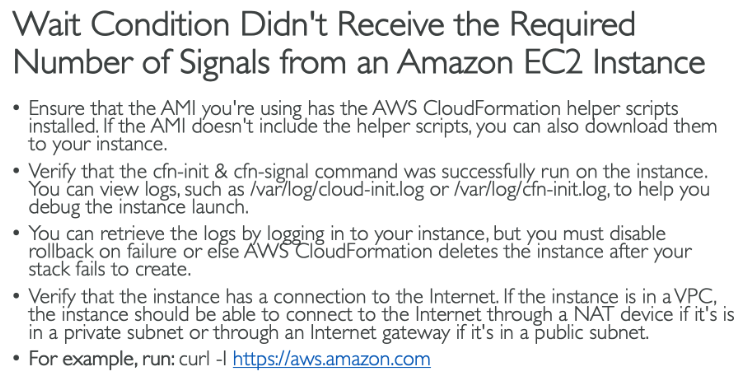 Wait Condition Didn't Receive the Required
Number of Signals from an Amazon EC2 Instance
• Ensure that the AMI you're using has the AWS CloudFormation helper scripts
installed. If the AMI doesn't include the helper scripts, you can also download them
to your instance.
• Verify that the cfn-init & cfn-signal command was successfully run on the instance.
You can view logs, such as /var/log/cloud-init.log or /var/log/cfn-init.log, to help you
debug the instance launch.
• You can retrieve the logs by logging in to your instance, but you must disable
rollback on failure or else AWS CloudFormation deletes the instance after your
stack fails to create.
• Verify that the instance has a connection to the Internet. If the instance is in a VPC,
the instance should be able to connect to the Internet through a NAT device if it's is
in a private subnet or through an Internet gateway if it's in a public subnet.
• For example, run: curl -I https://aws.amazon.com